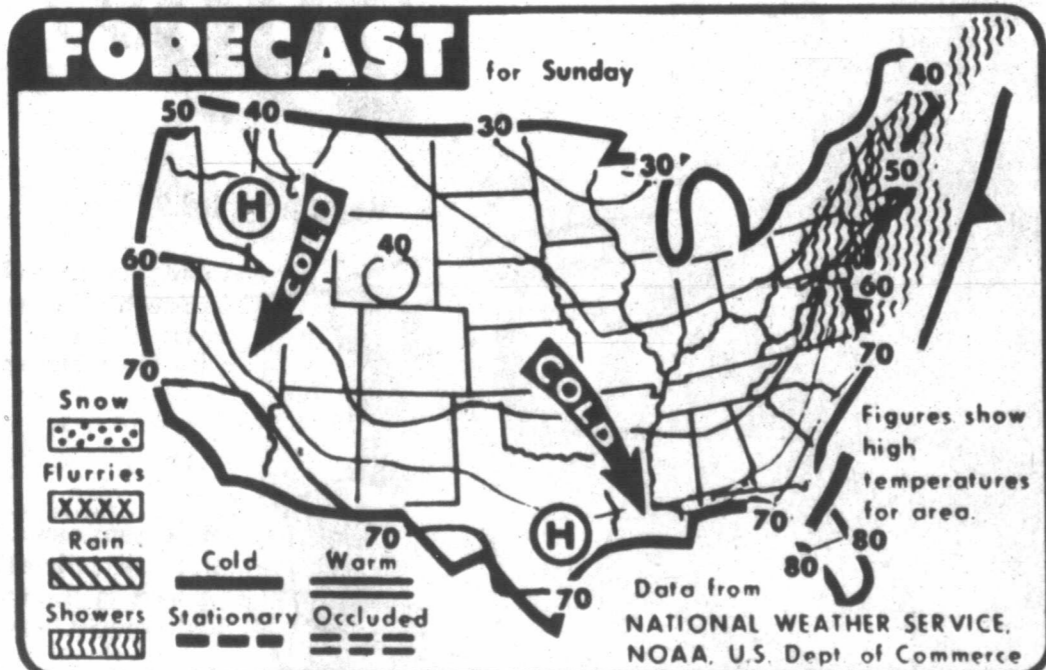 FORECAST for Sunday
50 40 30 40
30 50
H
COLD
40
60 60
COLD
70 70
Snow
Flurries
XXXX
Rain
Showers
Cold Warm
Stationary Occluded
Figures show
high
temperatures
for area.
H
70 70 70
80 80
Data from
NATIONAL WEATHER SERVICE,
NOAA, U.S. Dept. of Commerce